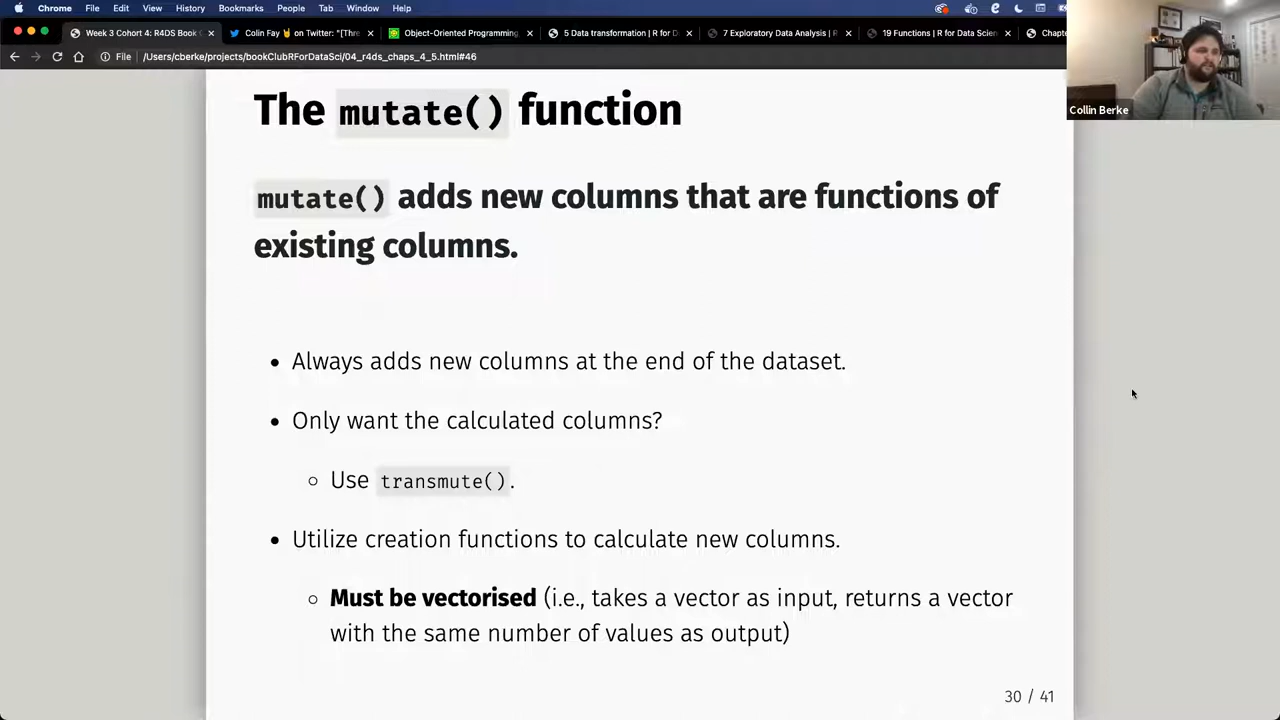 Chrome File Edit View History Bookmarks People Tab Window Help
Week 3 Cohort 4: R4DS Book
Colin Fay 🤘 on Twitter: "[Thre
Object-Oriented Programming,
5 Data transformation | R for D
7 Exploratory Data Analysis | R
19 Functions | R for Data Scien
Chapte
File /Users/cberke/projects/bookClubRForDataSci/04_r4ds_chaps_4_5.html#46
Collin Berke
The mutate() function
mutate() adds new columns that are functions of
existing columns.
• Always adds new columns at the end of the dataset.
• Only want the calculated columns?
◦ Use transmute().
• Utilize creation functions to calculate new columns.
◦ Must be vectorised (i.e., takes a vector as input, returns a vector
with the same number of values as output)
30 / 41